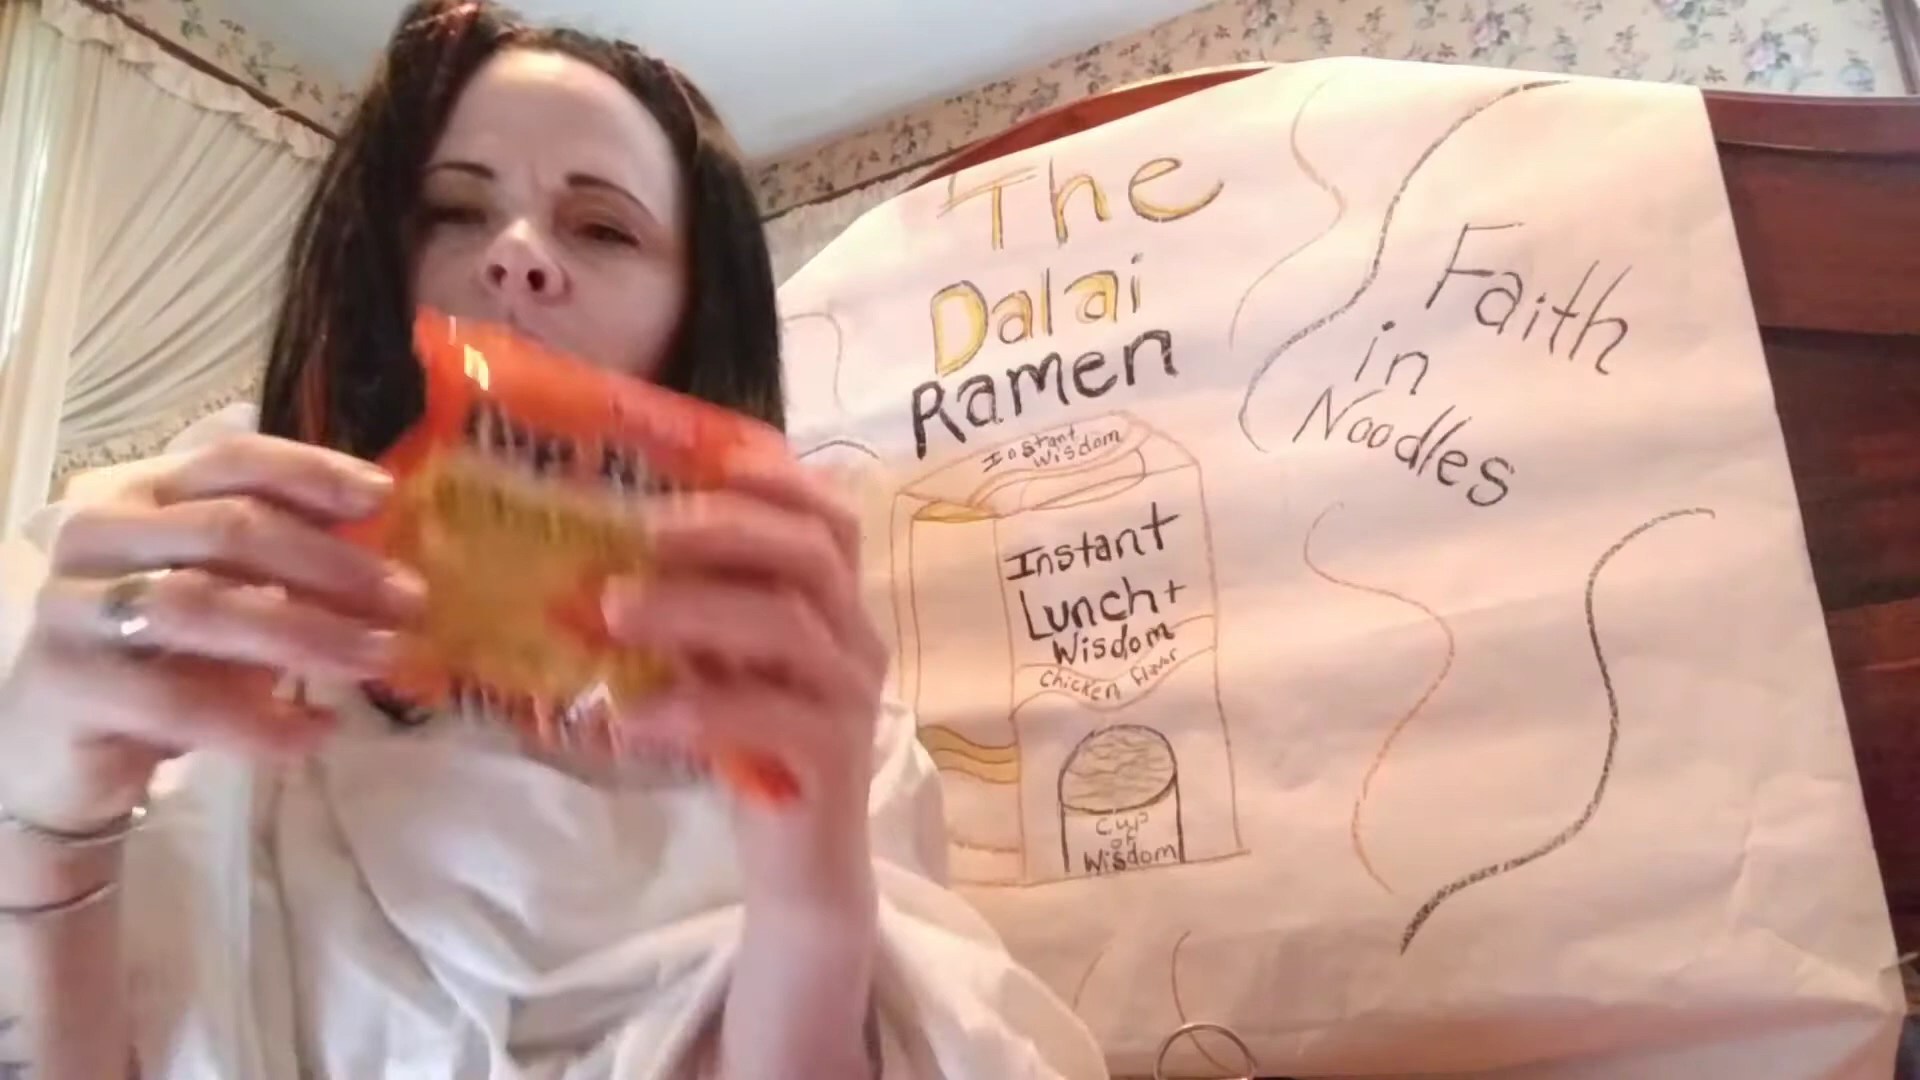 The
Dalai
Ramen
Instant
Wisdom
Instant
Lunch +
Wisdom
Chicken flavor
Cup
of
Wisdom
Faith
in
Noodles